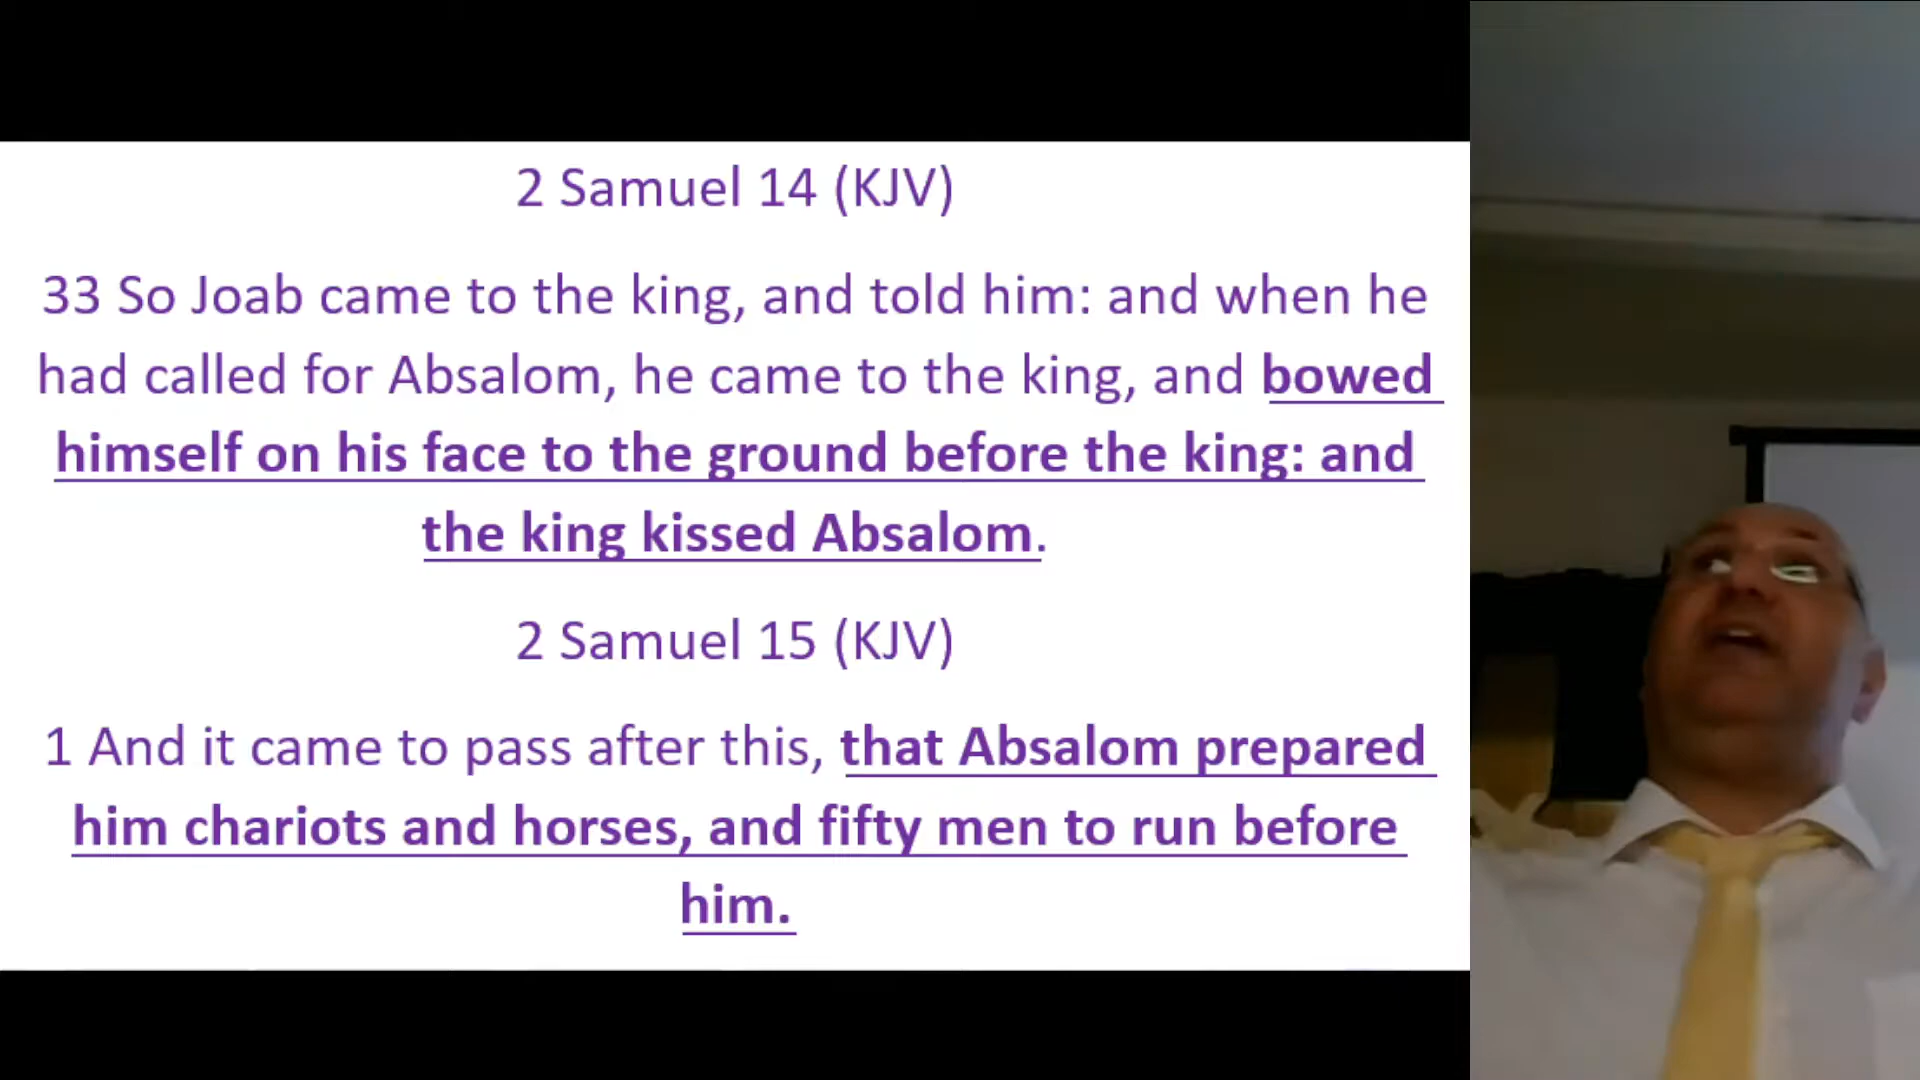 2 Samuel 14 (KJV)
33 So Joab came to the king, and told him: and when he
had called for Absalom, he came to the king, and bowed
himself on his face to the ground before the king: and
the king kissed Absalom.
2 Samuel 15 (KJV)
1 And it came to pass after this, that Absalom prepared
him chariots and horses, and fifty men to run before
him.